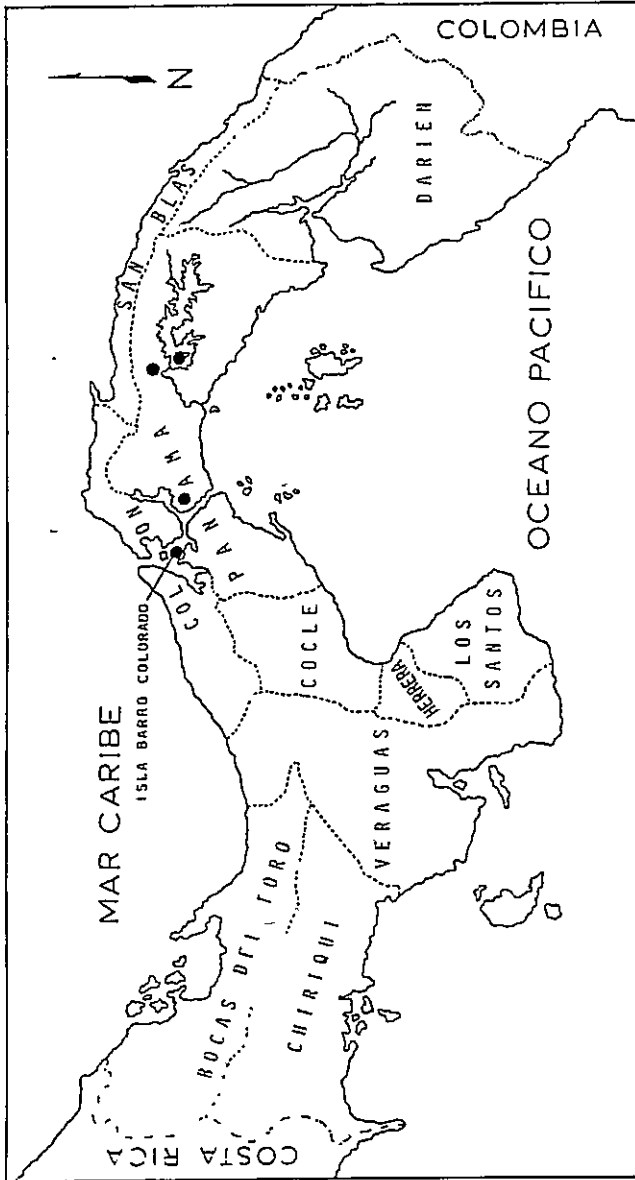 COLOMBIA
N
SAN BLAS
DARIEN
PANAMA
COLON
ISLA BARRO COLORADO
MAR CARIBE
OCEANO PACIFICO
COCLE
HERRERA
LOS
SANTOS
VERAGUAS
BOCAS DEL TORO
CHIRIQUI
COSTA RICA